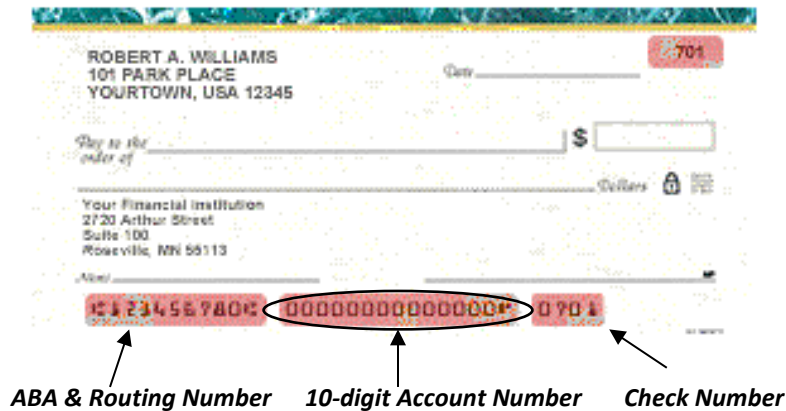 ROBERT A. WILLIAMS
101 PARK PLACE
YOURTOWN, USA 12345
Date
701
Pay to the
order of
$
Dollars
Your Financial Institution
2720 Arthur Street
Suite 100
Roseville, MN 55113
Memo
0701
ABA & Routing Number 10-digit Account Number Check Number